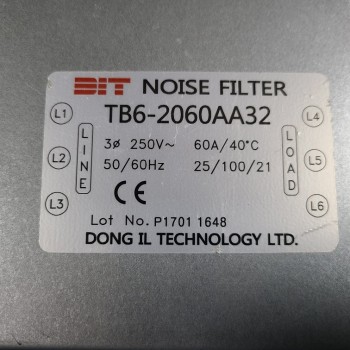 DIT NOISE FILTER
TB6-2060AA32
L1
L2
L3
LINE
3ø 250V~ 60A/40°C
50/60Hz 25/100/21
CE
LOAD
L4
L5
L6
Lot No. P1701 1648
DONG IL TECHNOLOGY LTD.